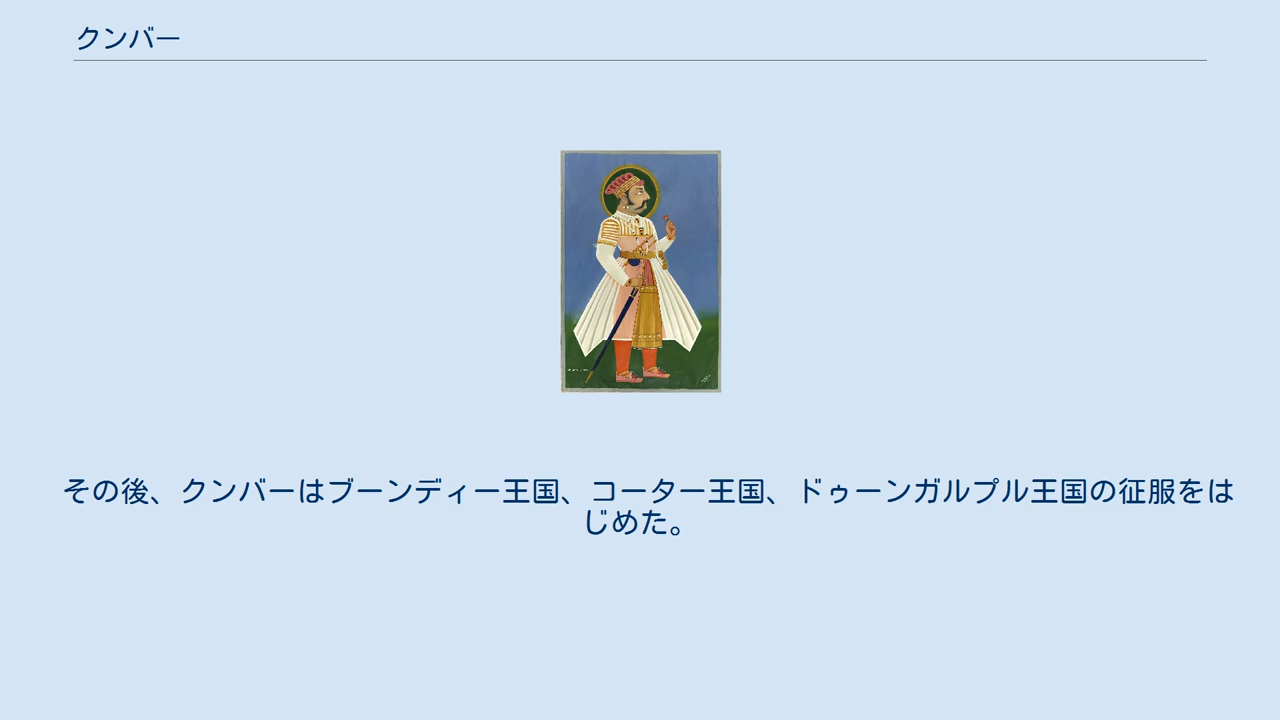 クンバー
その後、クンバーはブーンディー王国、コーター王国、ドゥーンガルプル王国の征服をは
じめた。